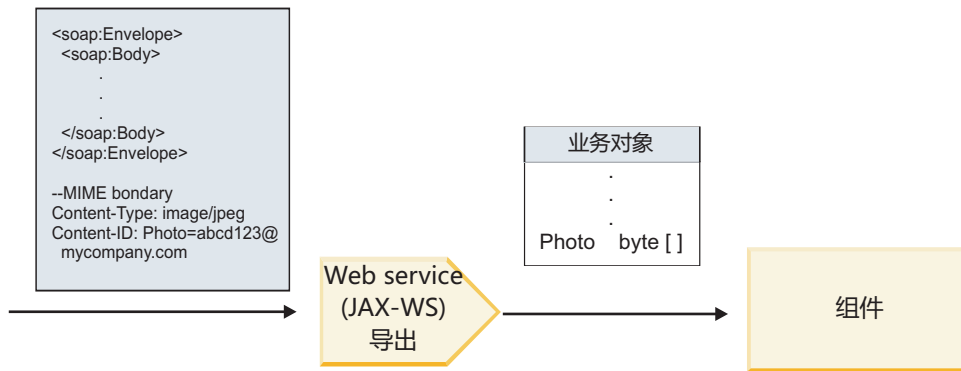 <soap:Envelope>
<soap:Body>
.
.
.
</soap:Body>
</soap:Envelope>
--MIME bondary
Content-Type: image/jpeg
Content-ID: Photo=abcd123@
mycompany.com
业务对象
.
.
.
Photo byte [ ]
Web service
(JAX-WS)
导出
组件